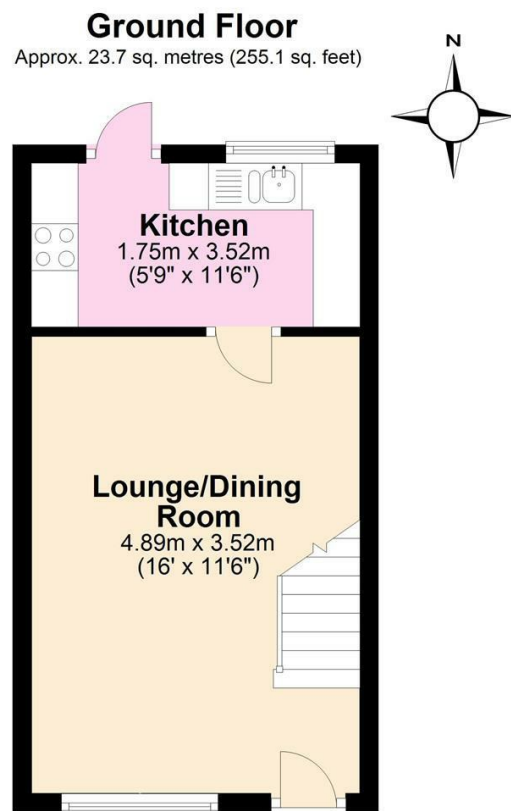 Ground Floor
Approx. 23.7 sq. metres (255.1 sq. feet)
N
Kitchen
1.75m x 3.52m
(5'9" x 11'6")
Lounge/Dining
Room
4.89m x 3.52m
(16' x 11'6")